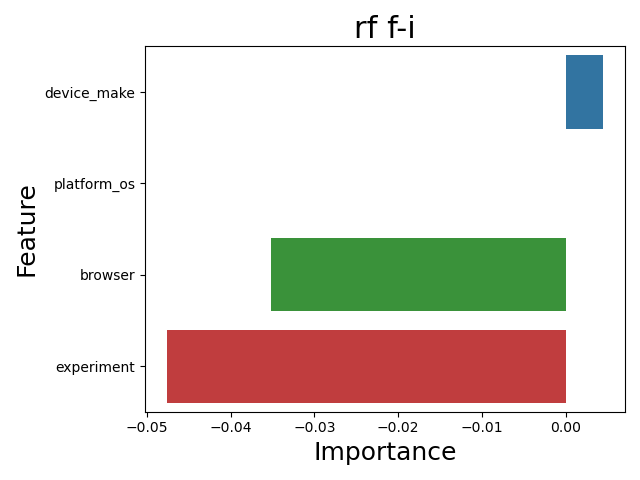 rf f-i
Feature
device_make
platform_os
browser
experiment
−0.05 −0.04 −0.03 −0.02 −0.01 0.00
Importance